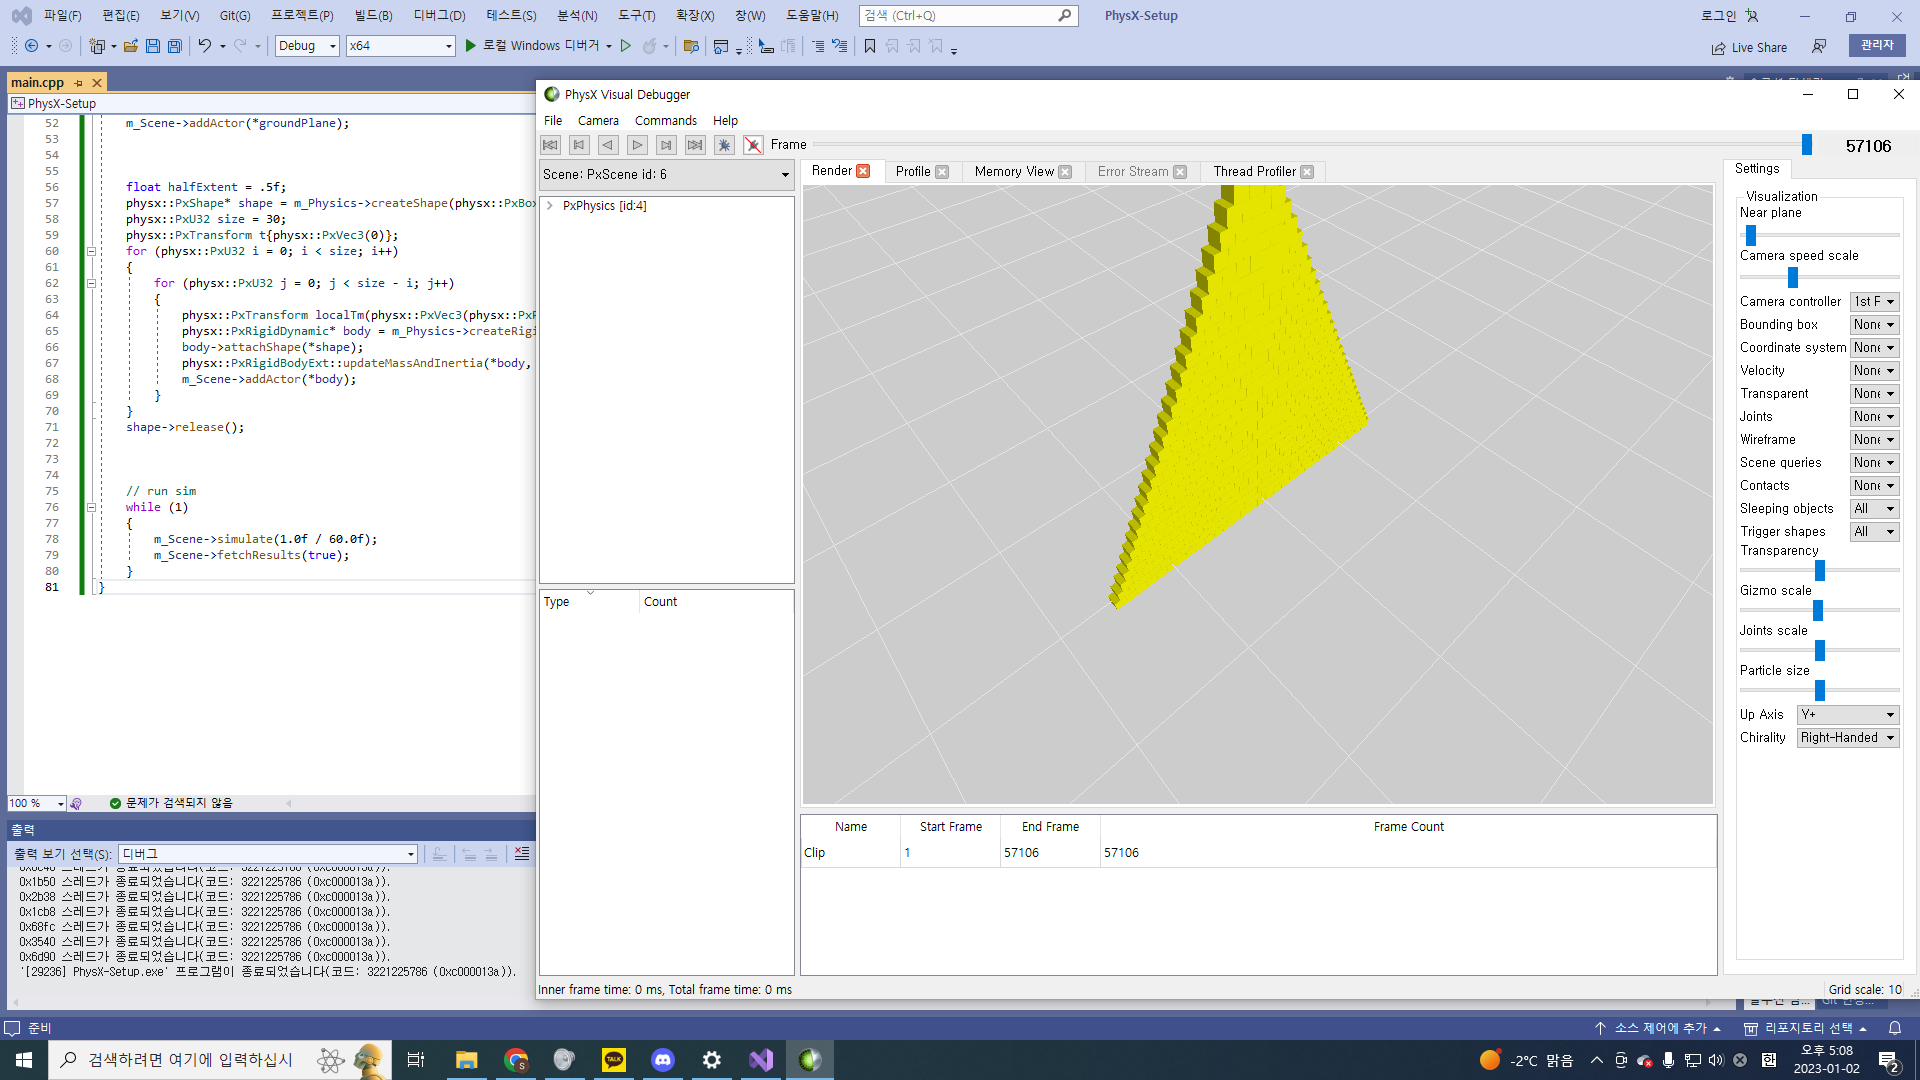 파일(F) 편집(E) 보기(V) Git(G) 프로젝트(P) 빌드(B) 디버그(D) 테스트(S) 분석(N) 도구(T) 확장(X) 창(W) 도움말(H) 검색 (Ctrl+Q) PhysX-Setup 로그인
Debug x64 로컬 Windows 디버거 Live Share 관리자
main.cpp
PhysX-Setup
52 m_Scene->addActor(*groundPlane);
53
54
55
56 float halfExtent = .5f;
57 physx::PxShape* shape = m_Physics->createShape(physx::PxBox
58 physx::PxU32 size = 30;
59 physx::PxTransform t{physx::PxVec3(0)};
60 for (physx::PxU32 i = 0; i < size; i++)
61 {
62 for (physx::PxU32 j = 0; j < size - i; j++)
63 {
64 physx::PxTransform localTm(physx::PxVec3(physx::PxR
65 physx::PxRigidDynamic* body = m_Physics->createRigi
66 body->attachShape(*shape);
67 physx::PxRigidBodyExt::updateMassAndInertia(*body,
68 m_Scene->addActor(*body);
69 }
70 }
71 shape->release();
72
73
74
75 // run sim
76 while (1)
77 {
78 m_Scene->simulate(1.0f / 60.0f);
79 m_Scene->fetchResults(true);
80 }
81 }
100 % 문제가 검색되지 않음
출력
출력 보기 선택(S): 디버그
0x1b50 스레드가 종료되었습니다(코드: 3221225786 (0xc000013a)).
0x2b38 스레드가 종료되었습니다(코드: 3221225786 (0xc000013a)).
0x1cb8 스레드가 종료되었습니다(코드: 3221225786 (0xc000013a)).
0x68fc 스레드가 종료되었습니다(코드: 3221225786 (0xc000013a)).
0x3540 스레드가 종료되었습니다(코드: 3221225786 (0xc000013a)).
0x6d90 스레드가 종료되었습니다(코드: 3221225786 (0xc000013a)).
'[29236] PhysX-Setup.exe' 프로그램이 종료되었습니다(코드: 3221225786 (0xc000013a)).
PhysX Visual Debugger
File Camera Commands Help
Frame 57106
Scene: PxScene id: 6
PxPhysics [id:4]
Type Count
Render Profile Memory View Error Stream Thread Profiler
Name Start Frame End Frame Frame Count
Clip 1 57106 57106
Settings
Visualization
Near plane
Camera speed scale
Camera controller 1st F
Bounding box None
Coordinate system None
Velocity None
Transparent None
Joints None
Wireframe None
Scene queries None
Contacts None
Sleeping objects All
Trigger shapes All
Transparency
Gizmo scale
Joints scale
Particle size
Up Axis Y+
Chirality Right-Handed
Inner frame time: 0 ms, Total frame time: 0 ms Grid scale: 10
준비 소스 제어에 추가 리포지토리 선택
검색하려면 여기에 입력하십시 TALK -2°C 맑음 한 오후 5:08
2023-01-02 2